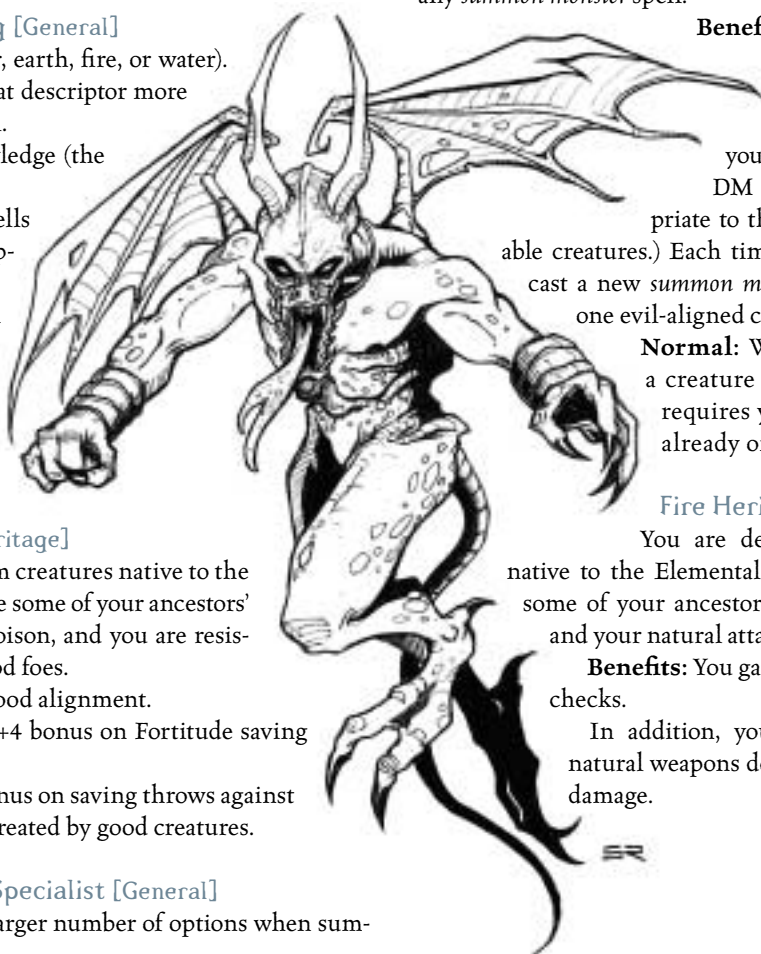 any summon monster spell.
[General]
, earth, fire, or water).
at descriptor more
ledge (the
ells
ritage]
m creatures native to the
e some of your ancestors'
oison, and you are resis-
od foes.
ood alignment.
+4 bonus on Fortitude saving
nus on saving throws against
reated by good creatures.
Specialist [General]
arger number of options when sum-
Benef
you
DM
priate to th
able creatures.) Each tim
cast a new summon m
one evil-aligned c
Normal: W
a creature
requires y
already or
Fire Heri
You are de
native to the Elemental
some of your ancestor
and your natural atta
Benefits: You ga
checks.
In addition, you
natural weapons de
damage.
SR